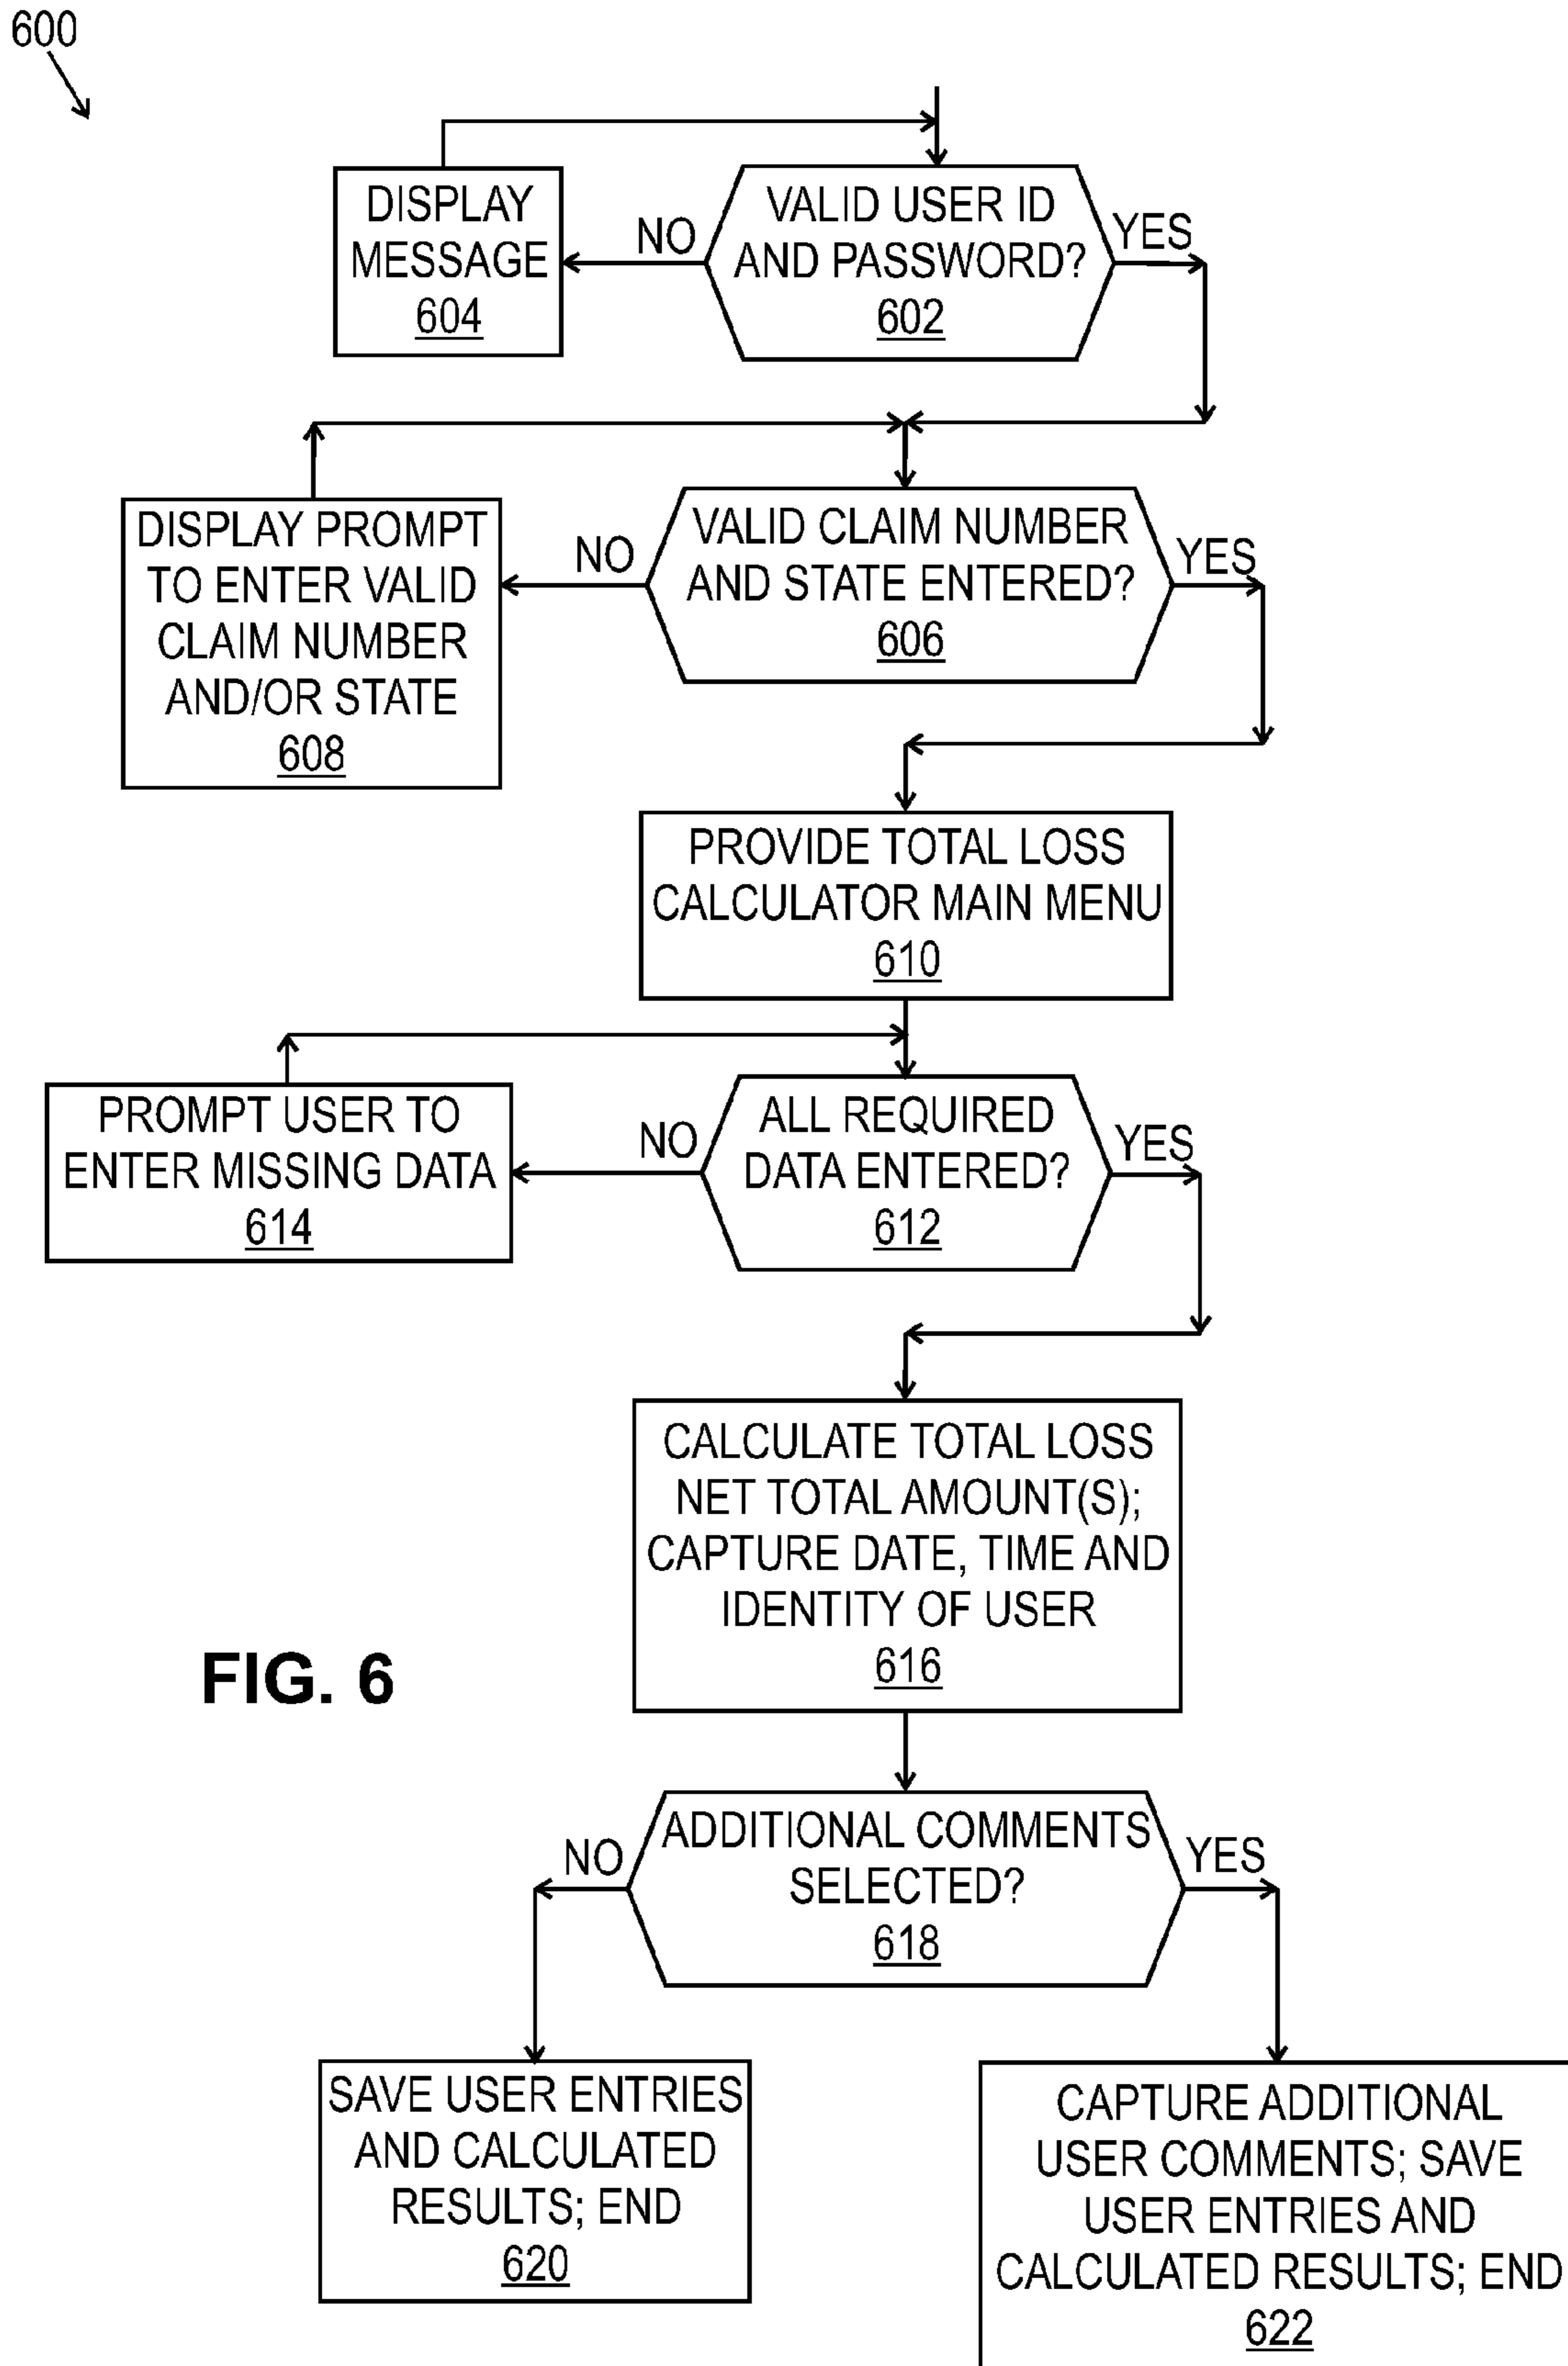 600
DISPLAY
MESSAGE
604
NO
VALID USER ID
AND PASSWORD?
602
YES
DISPLAY PROMPT
TO ENTER VALID
CLAIM NUMBER
AND/OR STATE
608
NO
VALID CLAIM NUMBER
AND STATE ENTERED?
606
YES
PROVIDE TOTAL LOSS
CALCULATOR MAIN MENU
610
PROMPT USER TO
ENTER MISSING DATA
614
NO
ALL REQUIRED
DATA ENTERED?
612
YES
CALCULATE TOTAL LOSS
NET TOTAL AMOUNT(S);
CAPTURE DATE, TIME AND
IDENTITY OF USER
616
FIG. 6
NO
ADDITIONAL COMMENTS
SELECTED?
618
YES
SAVE USER ENTRIES
AND CALCULATED
RESULTS; END
620
CAPTURE ADDITIONAL
USER COMMENTS; SAVE
USER ENTRIES AND
CALCULATED RESULTS; END
622